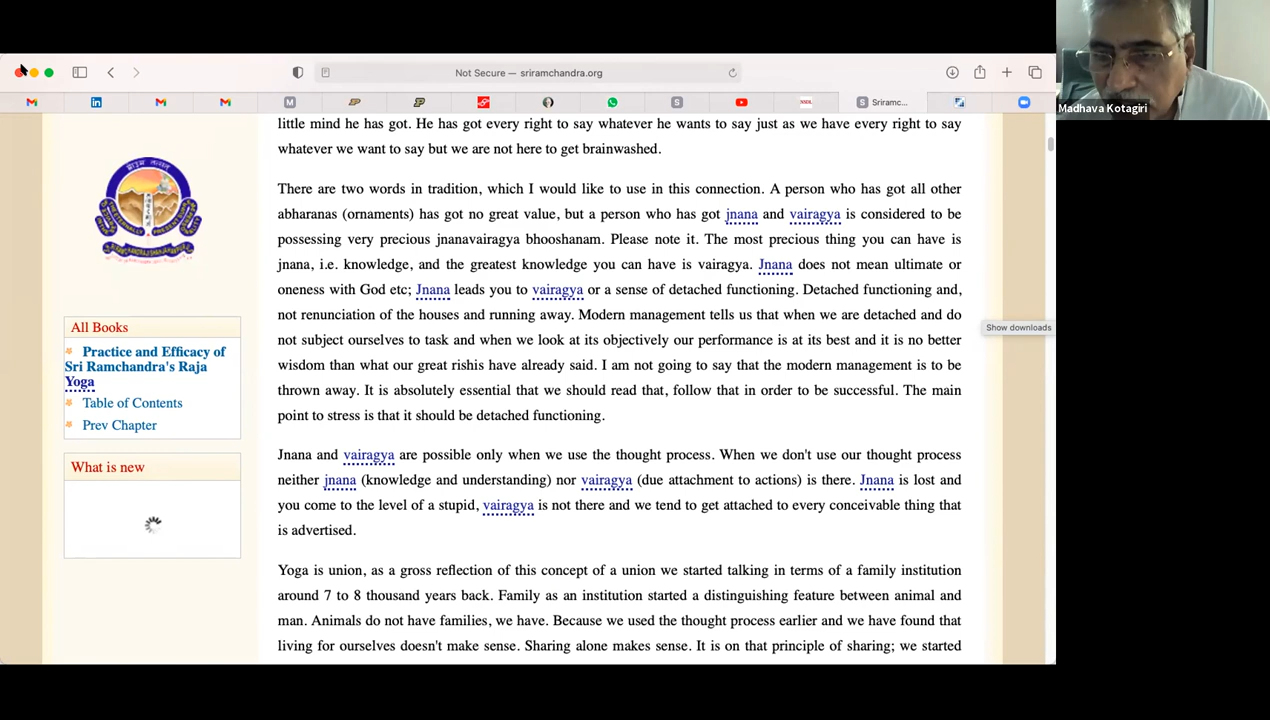 Not Secure — sriramchandra.org
Sriramc...
Madhava Kotagiri
little mind he has got. He has got every right to say whatever he wants to say just as we have every right to say
whatever we want to say but we are not here to get brainwashed.
There are two words in tradition, which I would like to use in this connection. A person who has got all other
abharanas (ornaments) has got no great value, but a person who has got jnana and vairagya is considered to be
possessing very precious jnanavairagya bhooshanam. Please note it. The most precious thing you can have is
jnana, i.e. knowledge, and the greatest knowledge you can have is vairagya. Jnana does not mean ultimate or
oneness with God etc; Jnana leads you to vairagya or a sense of detached functioning. Detached functioning and,
not renunciation of the houses and running away. Modern management tells us that when we are detached and do
not subject ourselves to task and when we look at its objectively our performance is at its best and it is no better
wisdom than what our great rishis have already said. I am not going to say that the modern management is to be
thrown away. It is absolutely essential that we should read that, follow that in order to be successful. The main
point to stress is that it should be detached functioning.
Jnana and vairagya are possible only when we use the thought process. When we don't use our thought process
neither jnana (knowledge and understanding) nor vairagya (due attachment to actions) is there. Jnana is lost and
you come to the level of a stupid, vairagya is not there and we tend to get attached to every conceivable thing that
is advertised.
Yoga is union, as a gross reflection of this concept of a union we started talking in terms of a family institution
around 7 to 8 thousand years back. Family as an institution started a distinguishing feature between animal and
man. Animals do not have families, we have. Because we used the thought process earlier and we have found that
living for ourselves doesn't make sense. Sharing alone makes sense. It is on that principle of sharing; we started
All Books
Practice and Efficacy of
Sri Ramchandra's Raja
Yoga
Table of Contents
Prev Chapter
What is new
Show downloads